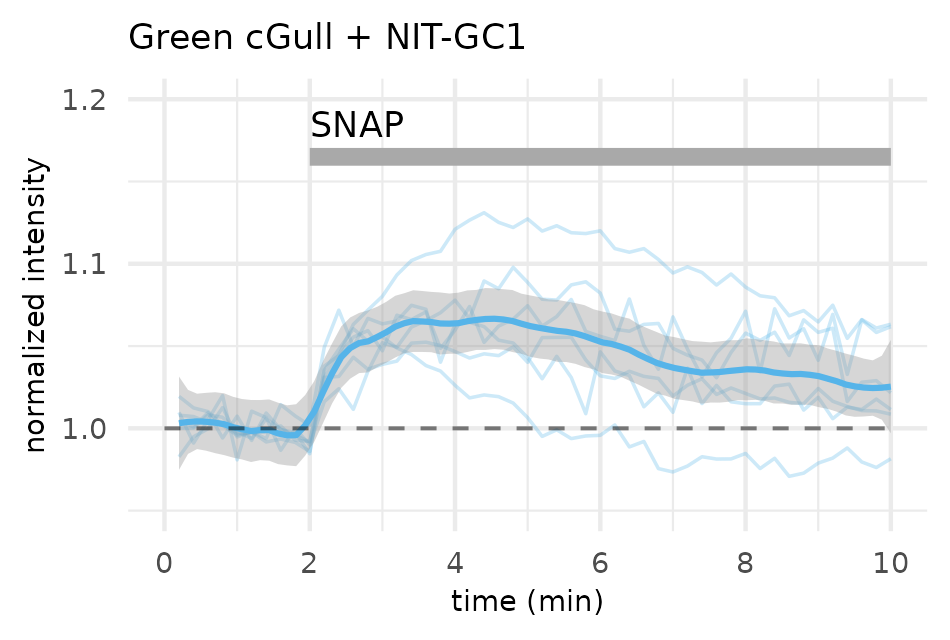 Green cGull + NIT-GC1
1.2
SNAP
1.1
1.0
normalized intensity
0 2 4 6 8 10
time (min)